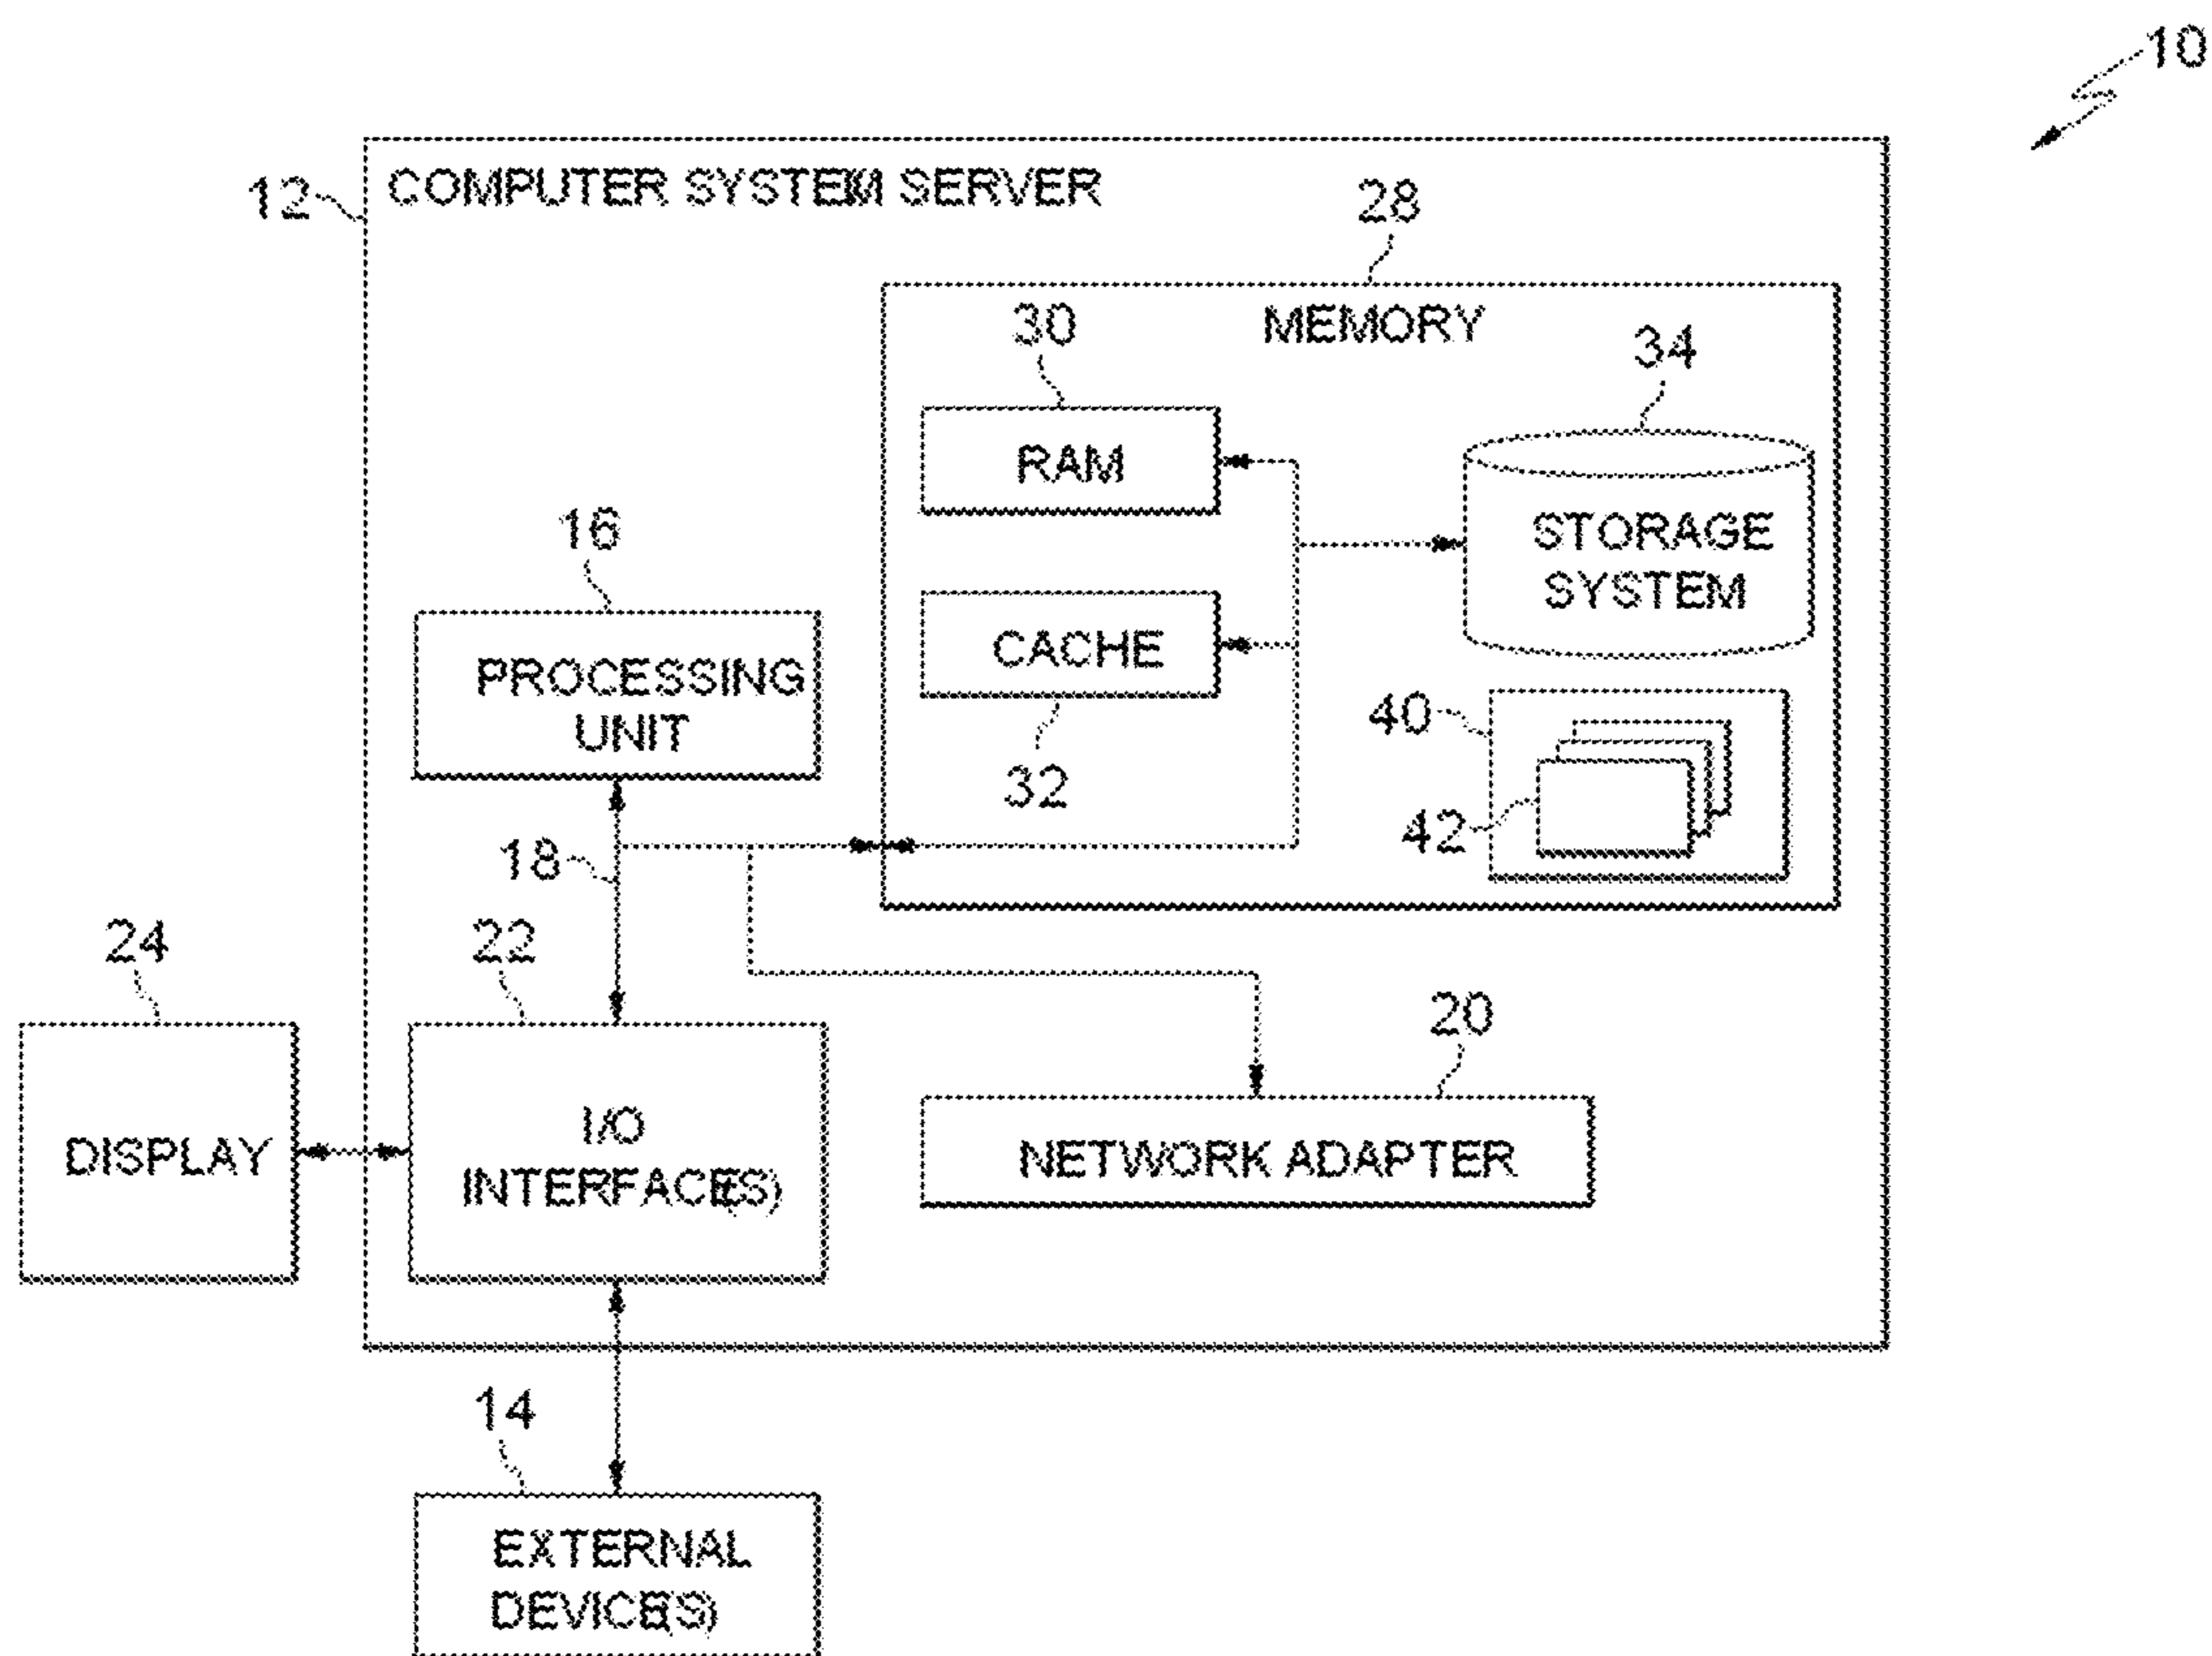 10
12
COMPUTER SYSTEM SERVER
28
MEMORY
30
34
RAM
STORAGE
SYSTEM
16
PROCESSING
UNIT
CACHE
32
40
42
18
24
22
20
DISPLAY
I/O
INTERFACE(S)
NETWORK ADAPTER
14
EXTERNAL
DEVICE(S)